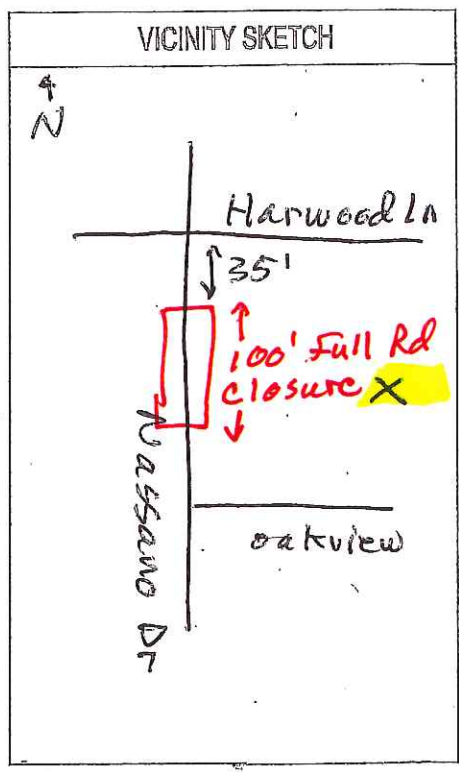 VICINITY SKETCH
N
Harwood Ln
35'
100' Full Rd
closure X
Nassano Dr
oakview